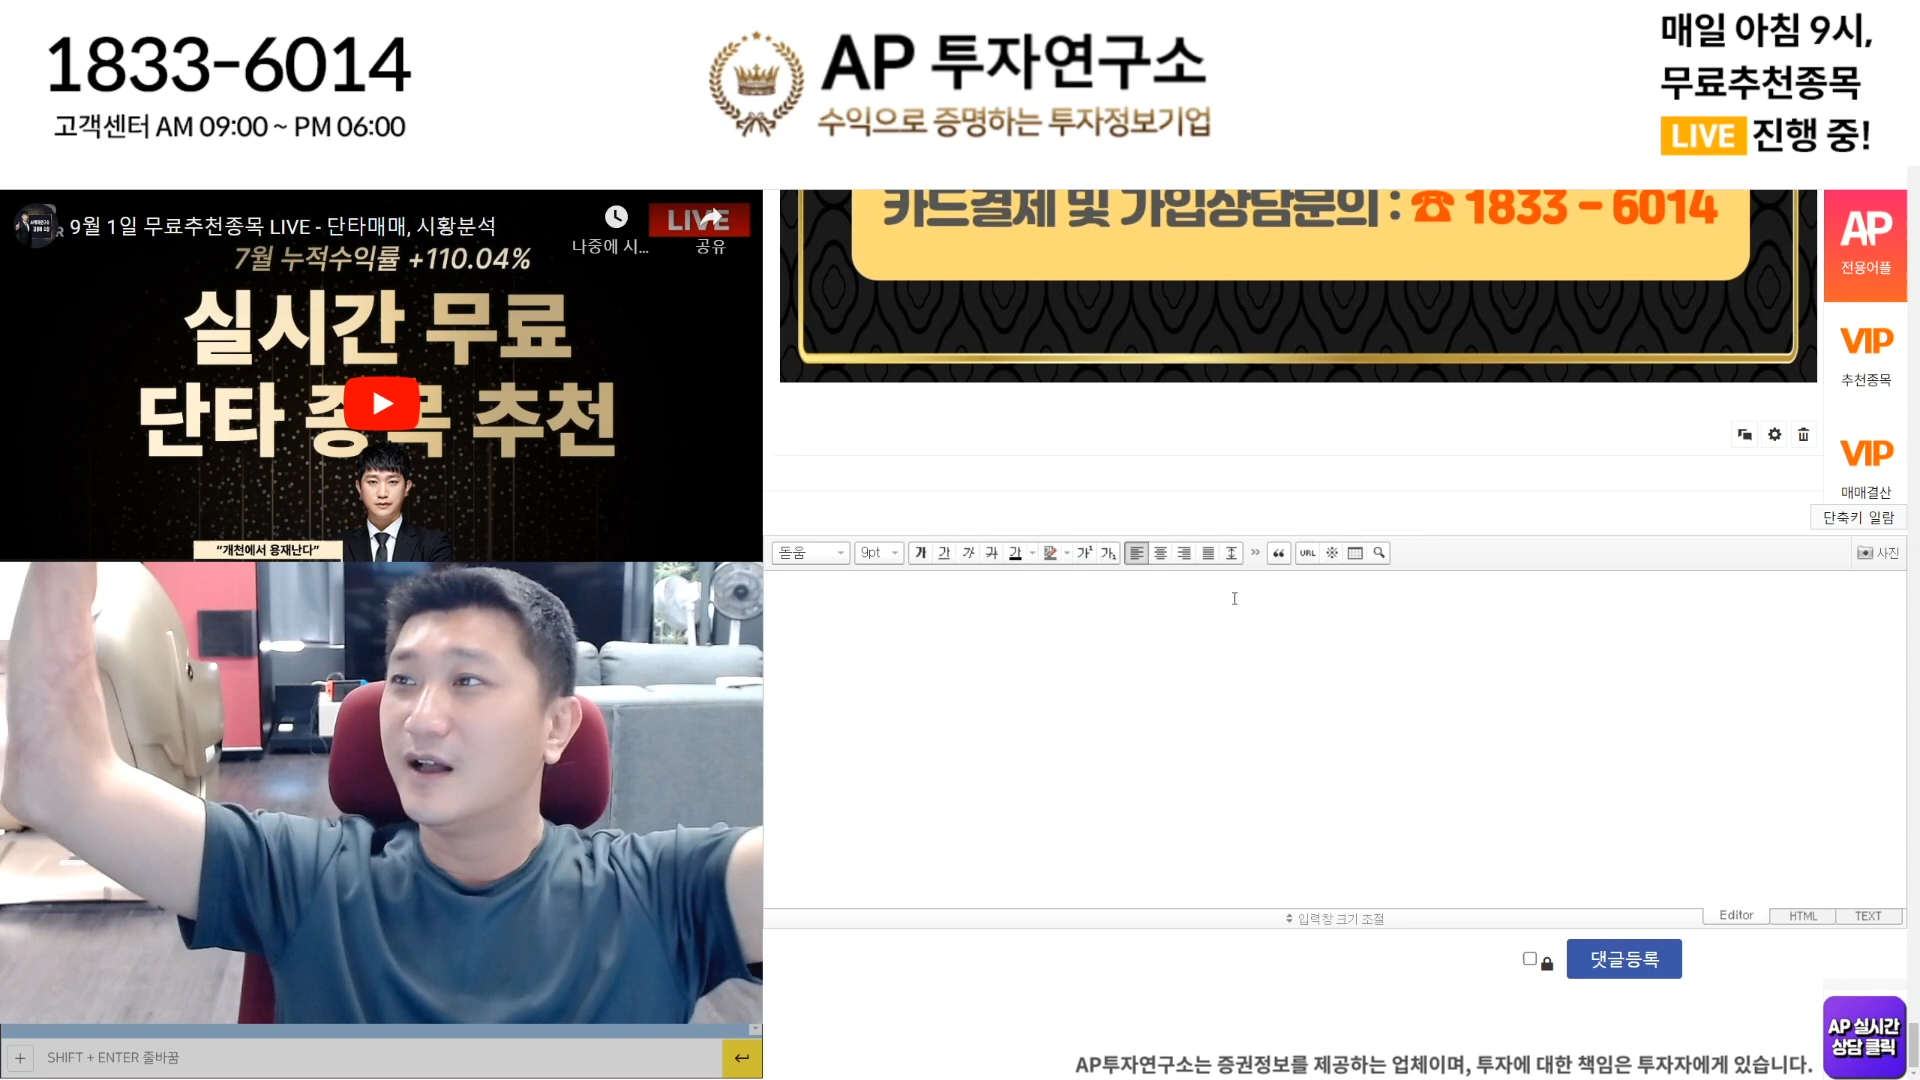 1833-6014
고객센터 AM 09:00 ~ PM 06:00
AP 투자연구소
수익으로 증명하는 투자정보기업
매일 아침 9시,
무료추천종목
LIVE 진행 중!
9월 1일 무료추천종목 LIVE - 단타매매, 시황분석
나중에 시...
LIVE
공유
7월 누적수익률 +110.04%
실시간 무료
단타 종목 추천
"개천에서 용재난다"
카드결제 및 가입상담문의 : ☎ 1833 - 6014
AP
전용어플
VIP
추천종목
VIP
매매결산
단축키 일람
돋움 9pt 가 가 가 가 가 가² 가₂ URL ※ 사진
입력창 크기 조절
Editor HTML TEXT
댓글등록
SHIFT + ENTER 줄바꿈
AP 실시간
상담 클릭
AP투자연구소는 증권정보를 제공하는 업체이며, 투자에 대한 책임은 투자자에게 있습니다.